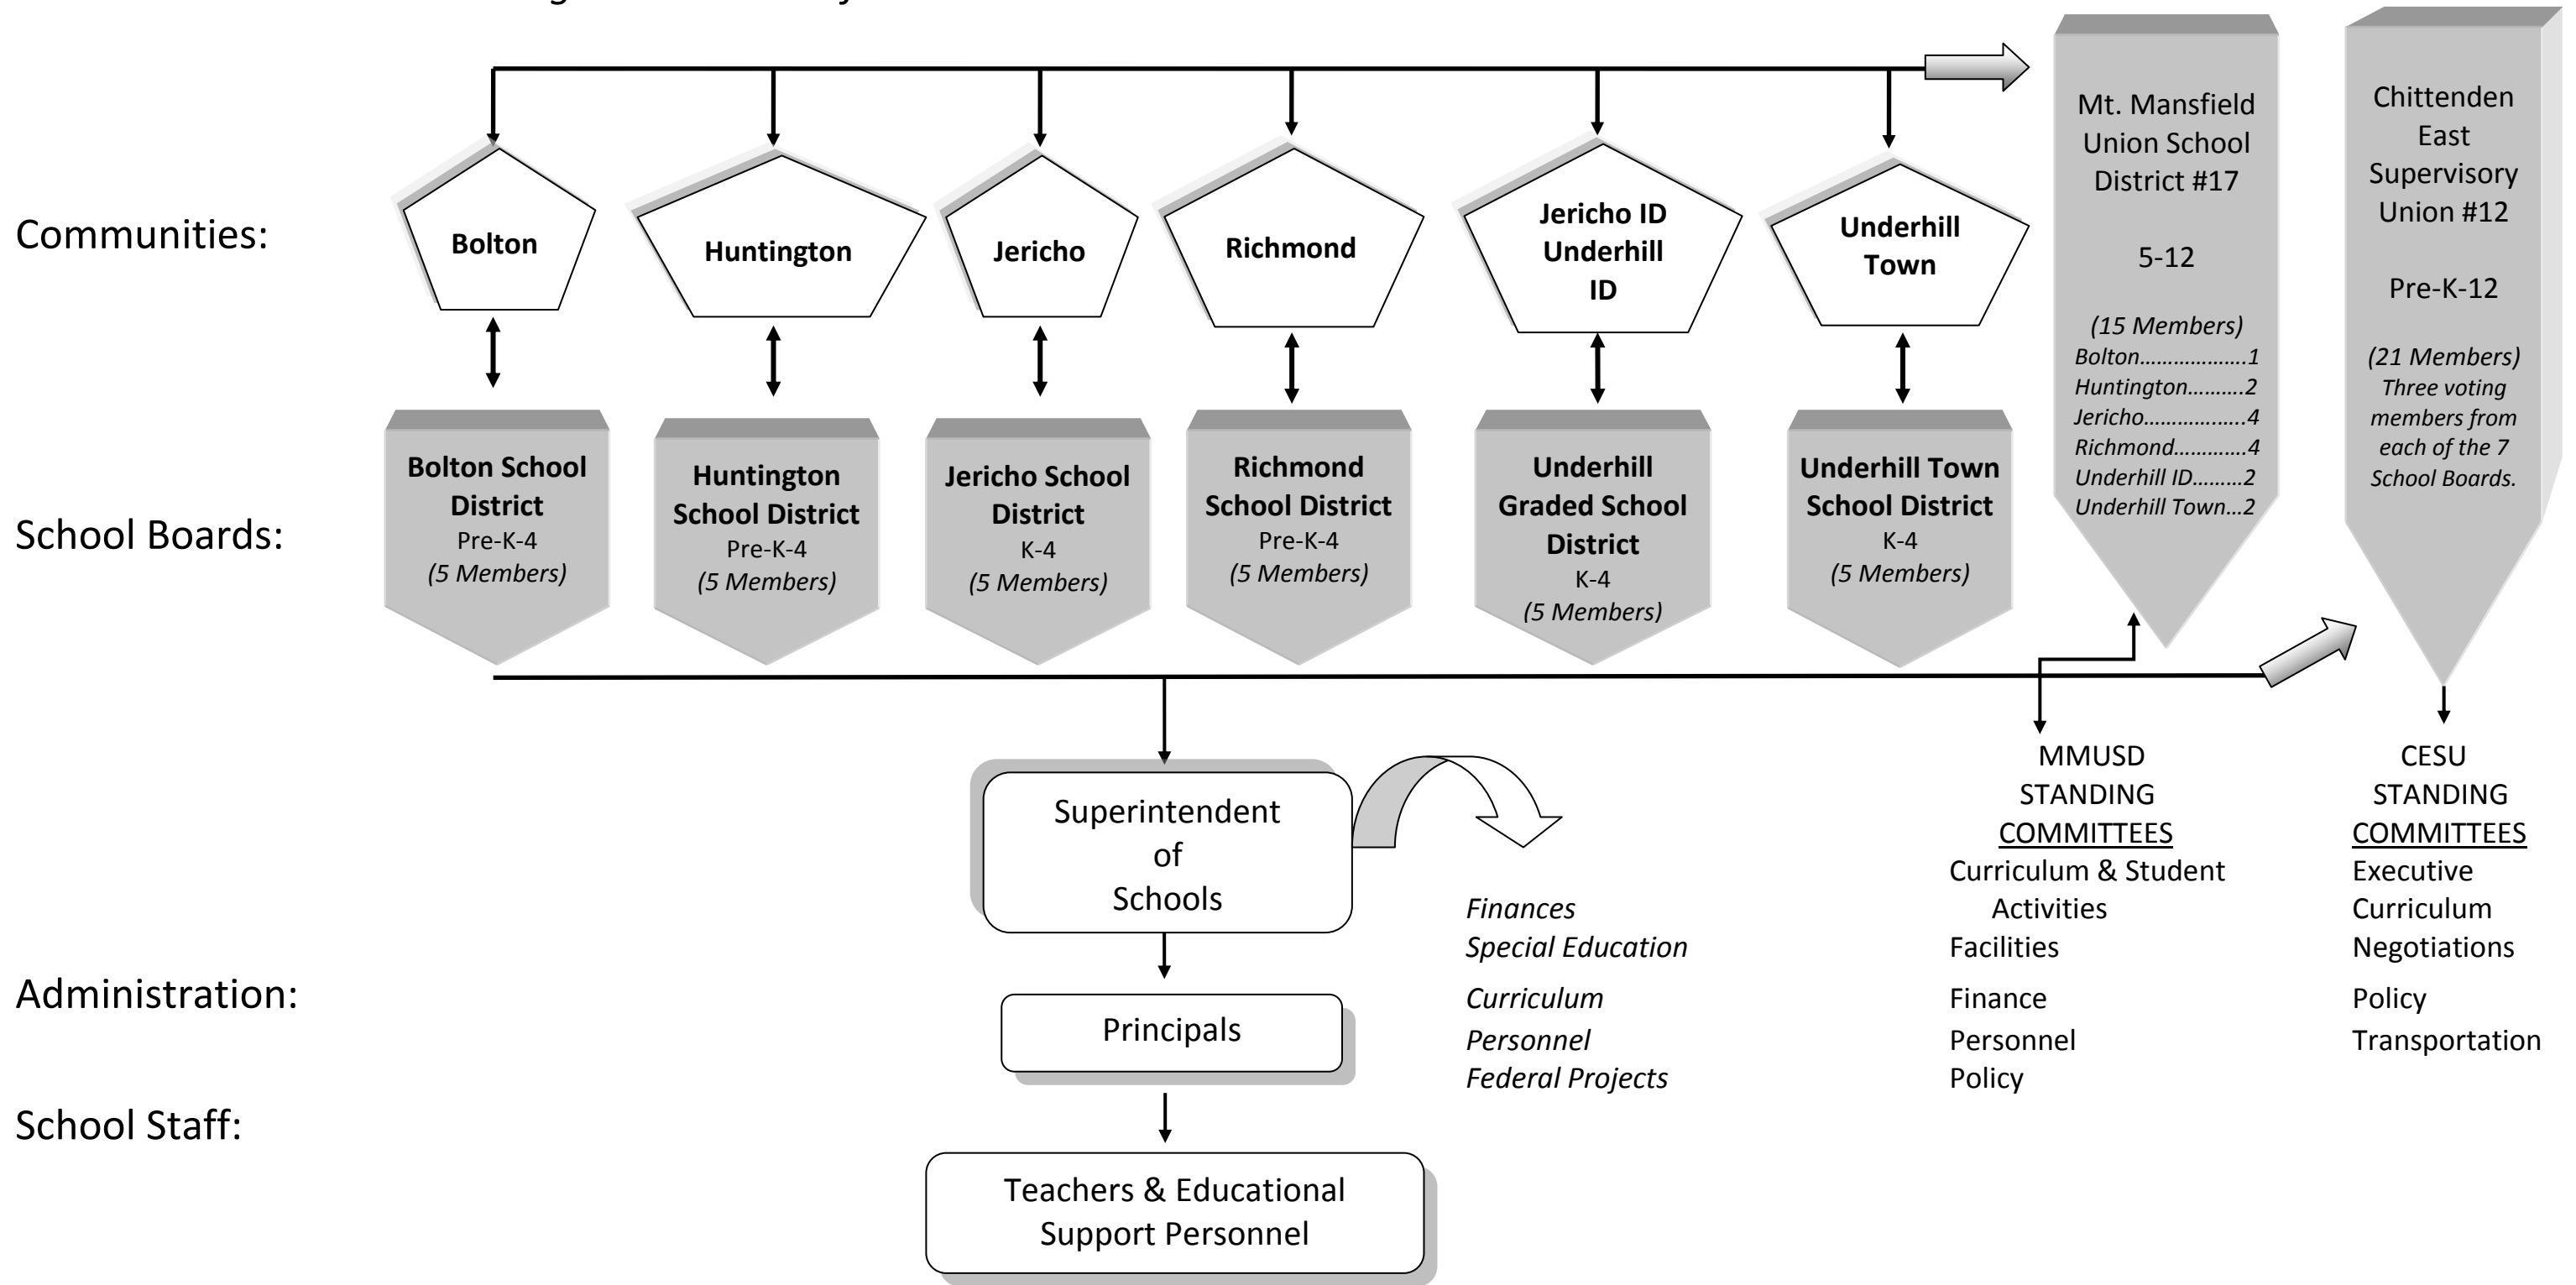 Communities:
Bolton
Huntington
Jericho
Richmond
Jericho ID
Underhill
ID
Underhill
Town
Mt. Mansfield
Union School
District #17
5-12
(15 Members)
Bolton………………..1
Huntington……….2
Jericho…………..…..4
Richmond………….4
Underhill ID………2
Underhill Town…2
Chittenden
East
Supervisory
Union #12
Pre-K-12
(21 Members)
Three voting
members from
each of the 7
School Boards.
School Boards:
Bolton School
District
Pre-K-4
(5 Members)
Huntington
School District
Pre-K-4
(5 Members)
Jericho School
District
K-4
(5 Members)
Richmond
School District
Pre-K-4
(5 Members)
Underhill
Graded School
District
K-4
(5 Members)
Underhill Town
School District
K-4
(5 Members)
Administration:
Superintendent
of
Schools
Principals
Finances
Special Education
Curriculum
Personnel
Federal Projects
MMUSD
STANDING
COMMITTEES
Curriculum & Student
Activities
Facilities
Finance
Personnel
Policy
CESU
STANDING
COMMITTEES
Executive
Curriculum
Negotiations
Policy
Transportation
School Staff:
Teachers & Educational
Support Personnel